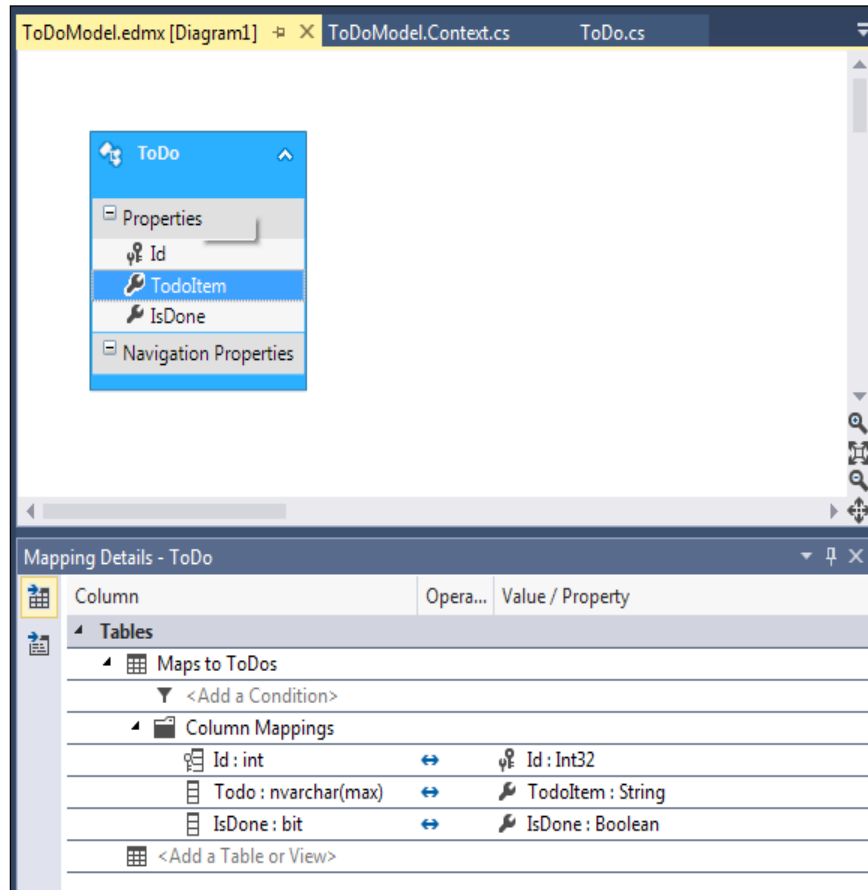 ToDoModel.edmx [Diagram1] ToDoModel.Context.cs ToDo.cs
ToDo
Properties
Id
TodoItem
IsDone
Navigation Properties
Mapping Details - ToDo
Column Opera... Value / Property
Tables
Maps to ToDos
<Add a Condition>
Column Mappings
Id : int Id : Int32
Todo : nvarchar(max) TodoItem : String
IsDone : bit IsDone : Boolean
<Add a Table or View>